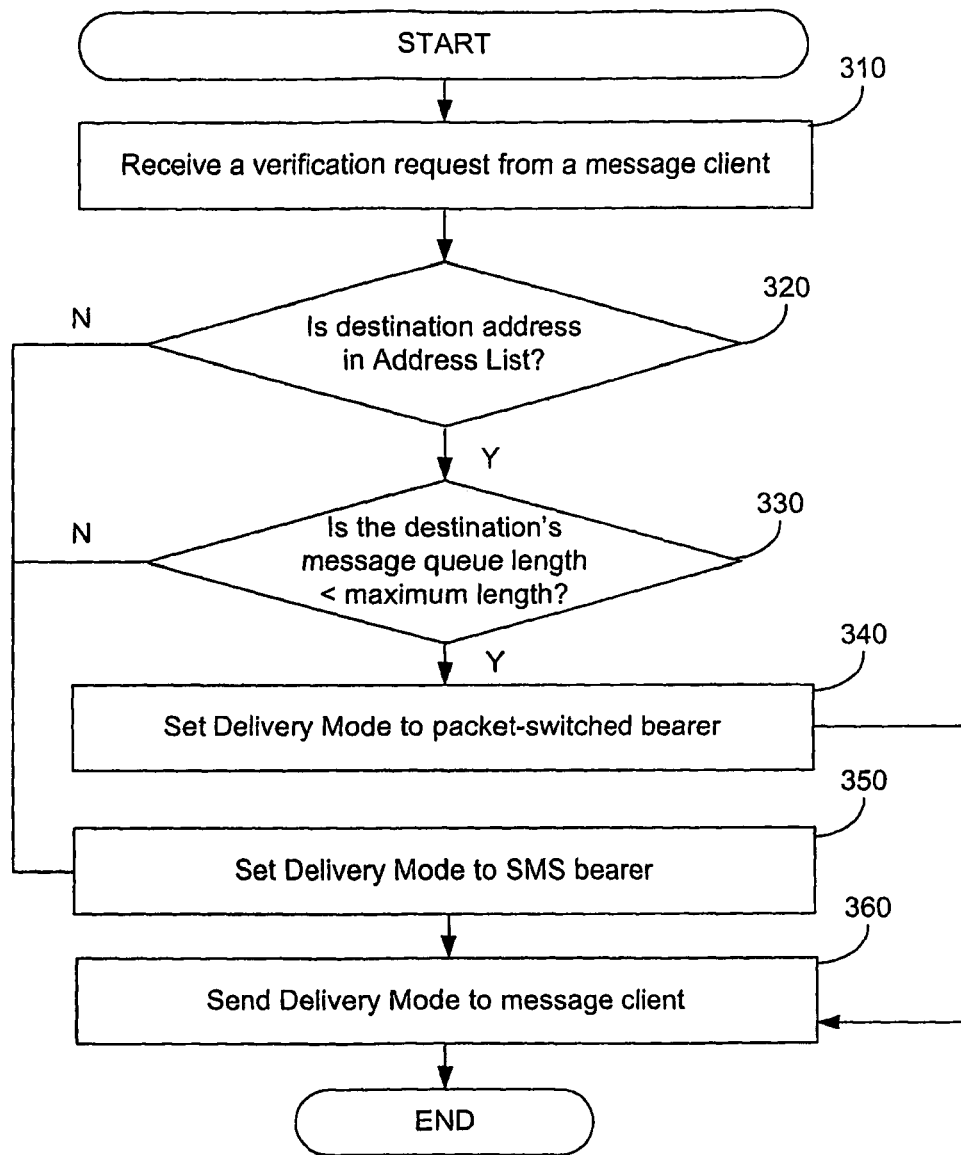 START
310
Receive a verification request from a message client
320
N
Is destination address
in Address List?
Y
330
N
Is the destination's
message queue length
< maximum length?
Y
340
Set Delivery Mode to packet-switched bearer
350
Set Delivery Mode to SMS bearer
360
Send Delivery Mode to message client
END